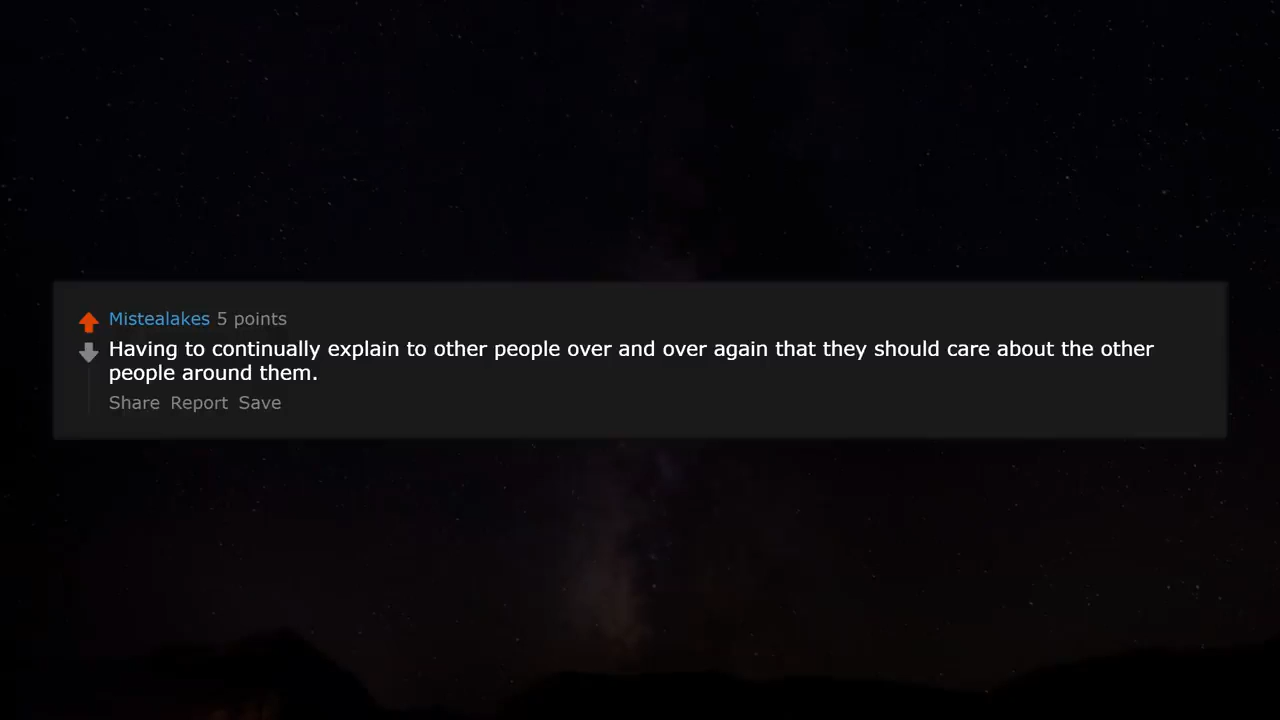 Mistealakes 5 points
Having to continually explain to other people over and over again that they should care about the other
people around them.
Share Report Save